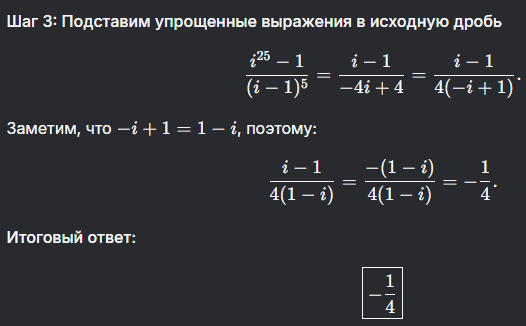 Шаг 3: Подставим упрощенные выражения в исходную дробь
\frac{i^{25} - 1}{(i - 1)^5} = \frac{i - 1}{-4i + 4} = \frac{i - 1}{4(-i + 1)}.
Заметим, что −i + 1 = 1 − i, поэтому:
\frac{i - 1}{4(1 - i)} = \frac{-(1 - i)}{4(1 - i)} = -\frac{1}{4}.
Итоговый ответ:
-\frac{1}{4}